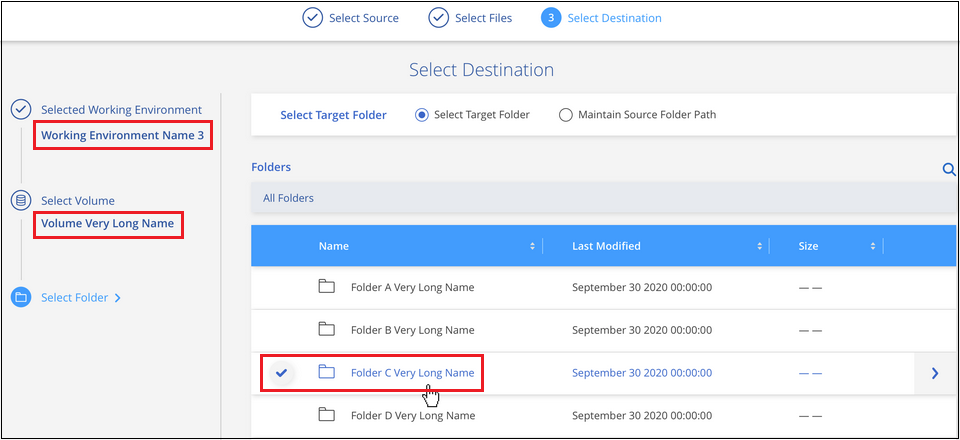 Select Source Select Files 3 Select Destination
Select Destination
Selected Working Environment
Working Environment Name 3
Select Volume
Volume Very Long Name
Select Folder
Select Target Folder Select Target Folder Maintain Source Folder Path
Folders
All Folders
Name Last Modified Size
Folder A Very Long Name September 30 2020 00:00:00 — —
Folder B Very Long Name September 30 2020 00:00:00 — —
Folder C Very Long Name September 30 2020 00:00:00 — —
Folder D Very Long Name September 30 2020 00:00:00 — —